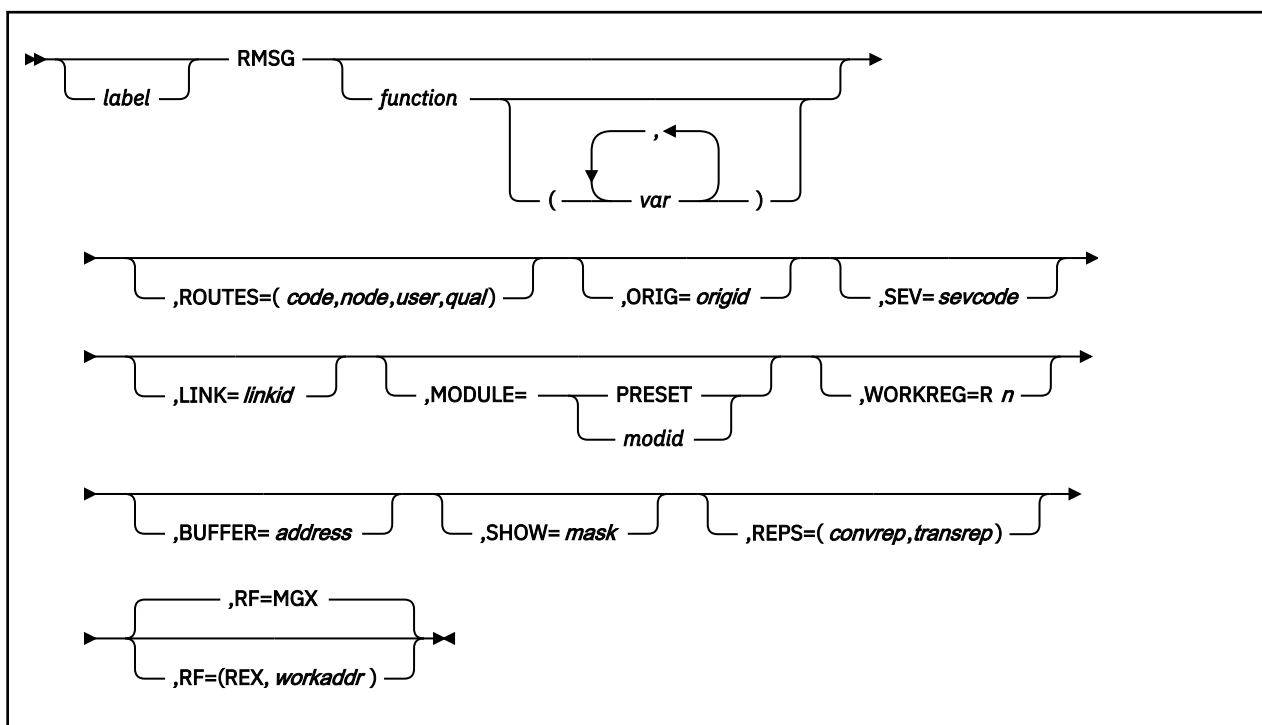 RMSG
label
function
,
( var )
,ROUTES=( code,node,user,qual)
,ORIG= origid
,SEV= sevcode
,LINK= linkid
,MODULE= PRESET
modid
,WORKREG=R n
,BUFFER= address
,SHOW= mask
,REPS=( convrep,transrep)
,RF=MGX
,RF=(REX, workaddr )